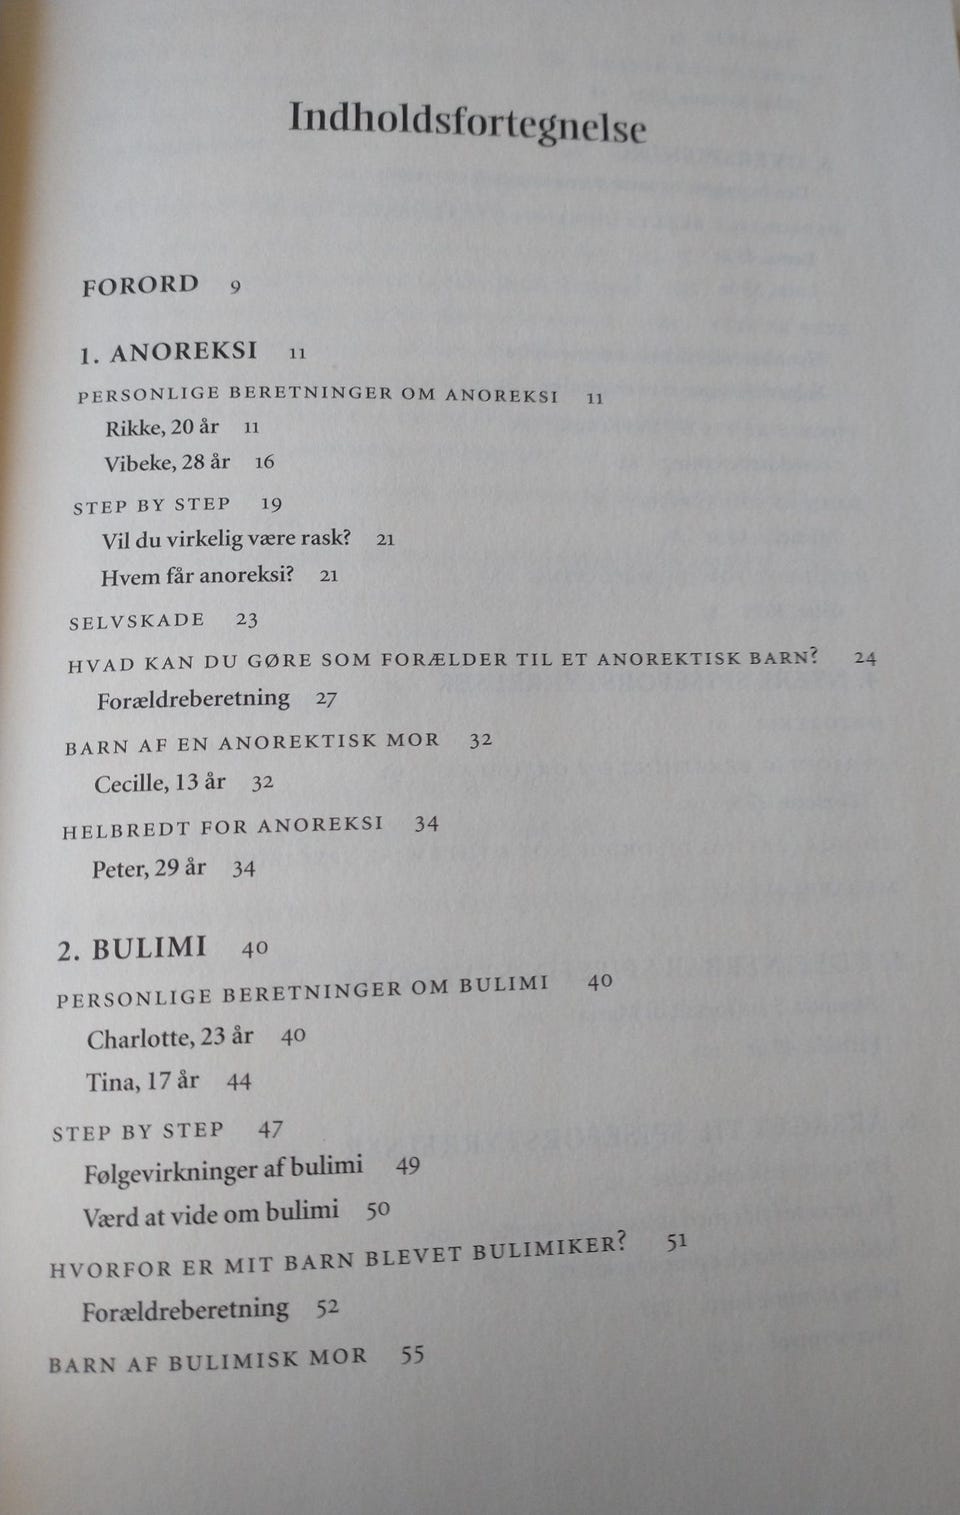 Indholdsfortegnelse
FORORD 9
1. ANOREKSI 11
PERSONLIGE BERETNINGER OM ANOREKSI 11
Rikke, 20 år 11
Vibeke, 28 år 16
STEP BY STEP 19
Vil du virkelig være rask? 21
Hvem får anoreksi? 21
SELVSKADE 23
HVAD KAN DU GØRE SOM FORÆLDER TIL ET ANOREKTISK BARN? 24
Forældreberetning 27
BARN AF EN ANOREKTISK MOR 32
Cecille, 13 år 32
HELBREDT FOR ANOREKSI 34
Peter, 29 år 34
2. BULIMI 40
PERSONLIGE BERETNINGER OM BULIMI 40
Charlotte, 23 år 40
Tina, 17 år 44
STEP BY STEP 47
Følgevirkninger af bulimi 49
Værd at vide om bulimi 50
HVORFOR ER MIT BARN BLEVET BULIMIKER? 51
Forældreberetning 52
BARN AF BULIMISK MOR 55